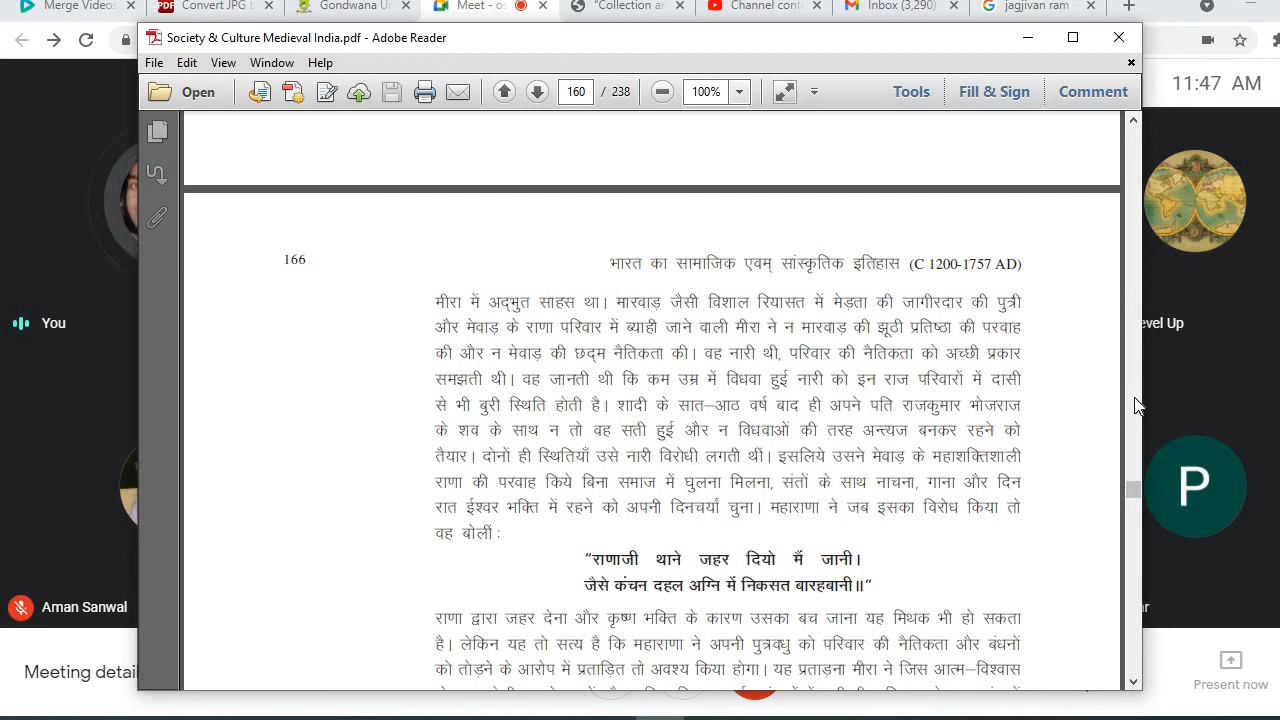 Merge Videos
Convert JPG t
Gondwana Un
Meet - os
"Collection a
Channel cont
Inbox (3,290)
jagjivan ram -
Society & Culture Medieval India.pdf - Adobe Reader
File Edit View Window Help
Open 160 / 238 100% Tools Fill & Sign Comment
11:47 AM
166 भारत का सामाजिक एवम् सांस्कृतिक इतिहास (C 1200-1757 AD)
मीरा में अद्भुत साहस था। मारवाड़ जैसी विशाल रियासत में मेड़ता की जागीरदार की पुत्री
और मेवाड़ के राणा परिवार में ब्याही जाने वाली मीरा ने न मारवाड़ की झूठी प्रतिष्ठा की परवाह
की और न मेवाड़ की छद्म नैतिकता की। वह नारी थी, परिवार की नैतिकता को अच्छी प्रकार
समझती थी। वह जानती थी कि कम उम्र में विधवा हुई नारी को इन राज परिवारों में दासी
से भी बुरी स्थिति होती है। शादी के सात–आठ वर्ष बाद ही अपने पति राजकुमार भोजराज
के शव के साथ न तो वह सती हुई और न विधवाओं की तरह अन्त्यज बनकर रहने को
तैयार। दोनों ही स्थितियाँ उसे नारी विरोधी लगती थीं। इसलिये उसने मेवाड़ के महाशक्तिशाली
राणा की परवाह किये बिना समाज में घुलना मिलना, संतों के साथ नाचना, गाना और दिन
रात ईश्वर भक्ति में रहने को अपनी दिनचर्या चुना। महाराणा ने जब इसका विरोध किया तो
वह बोलीं :
"राणाजी थाने जहर दियो मैं जानी।
जैसे कंचन दहल अग्नि में निकसत बारहबानी॥"
राणा द्वारा जहर देना और कृष्ण भक्ति के कारण उसका बच जाना यह मिथक भी हो सकता
है। लेकिन यह तो सत्य है कि महाराणा ने अपनी पुत्रवधु को परिवार की नैतिकता और बंधनों
को तोड़ने के आरोप में प्रताड़ित तो अवश्य किया होगा। यह प्रताड़ना मीरा ने जिस आत्म–विश्वास
You
evel Up
Aman Sanwal
P
ar
Meeting detai
Present now